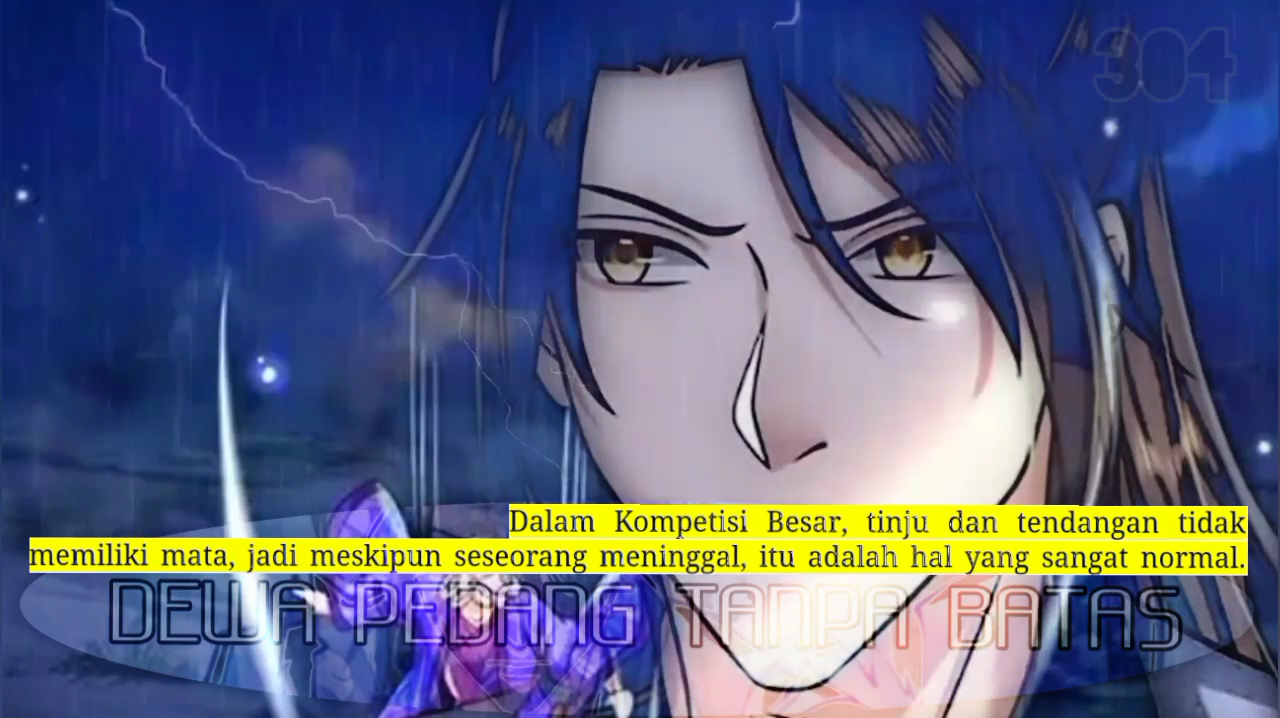 304
Dalam Kompetisi Besar, tinju dan tendangan tidak
memiliki mata, jadi meskipun seseorang meninggal, itu adalah hal yang sangat normal.
DEWA PEDANG TANPA BATAS